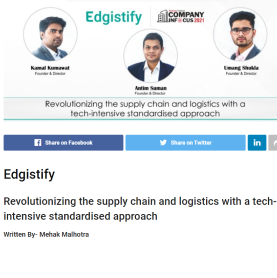 Edgistify
COMPANY
INFOCUS 2021
Kamal Kumawat
Founder & Director
Antim Suman
Founder & Director
Umang Shukla
Founder & Director
Revolutionizing the supply chain and logistics with a
tech-intensive standardised approach
Share on Facebook
Share on Twitter
in
Edgistify
Revolutionizing the supply chain and logistics with a tech-
intensive standardised approach
Written By- Mehak Malhotra